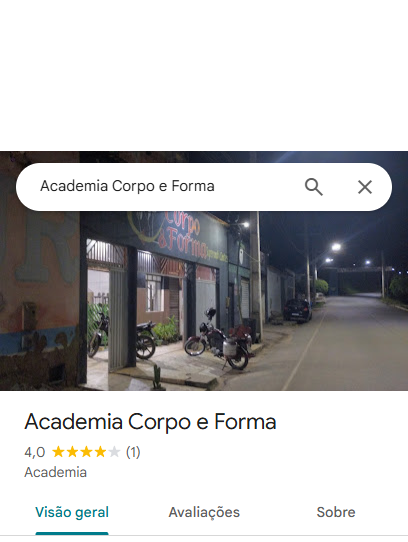 Academia Corpo e Forma
Corpo
& Forma
Academia Corpo e Forma
4,0 (1)
Academia
Visão geral Avaliações Sobre